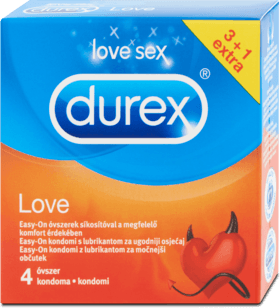 love sex
3+1
extra
durex®
Love
Easy-On óvszerek síkosítóval a megfelelő
komfort érdekében
Easy-On kondomi s lubrikantom za ugodniji osjećaj
Easy-On kondomi z lubrikantom za močnejši
občutek
4 óvszer
kondoma • kondomi